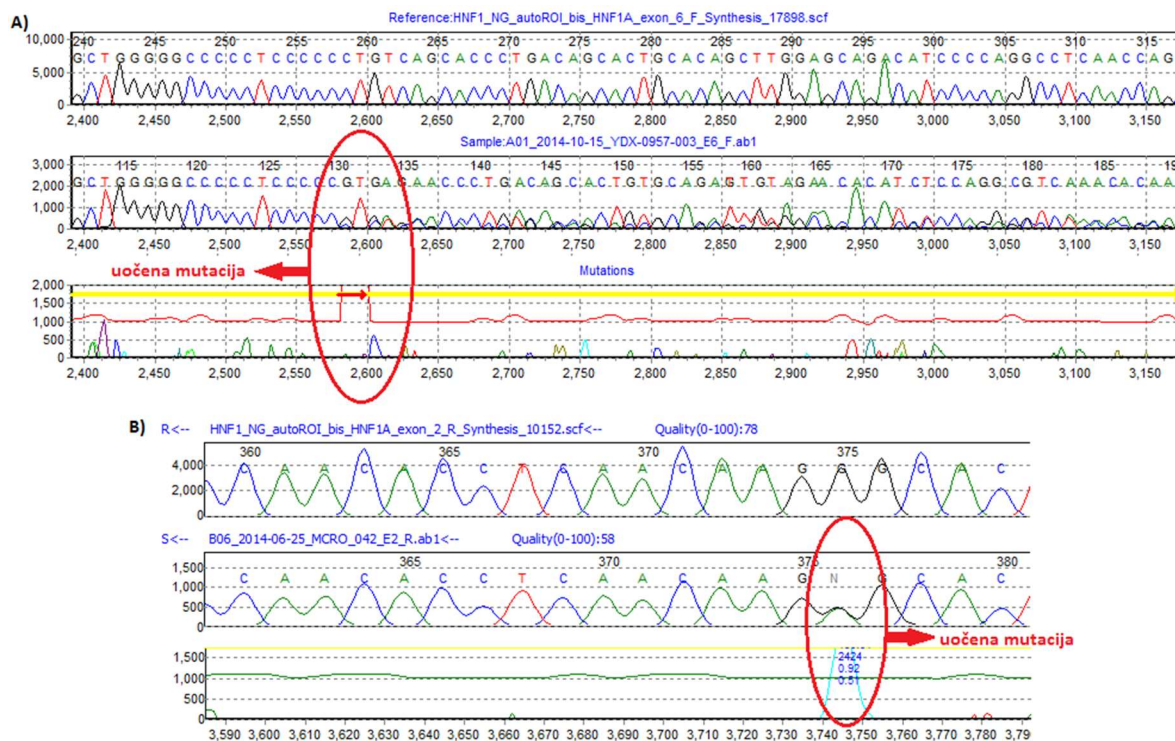 A)
Reference:HNF1_NG_autoROI_bis_HNF1A_exon_6_F_Synthesis_17898.scf
10,000 240 245 250 255 260 265 270 275 280 285 290 295 300 305 310 315
G C T G G G G G C C C C C T C C C C C C T G T C A G C A C C C T G A C A G C A C T G C A C A G C T T G G A G C A G A C A T C C C C A G G C C T C A A C C A G
5,000
0
2,400 2,450 2,500 2,550 2,600 2,650 2,700 2,750 2,800 2,850 2,900 2,950 3,000 3,050 3,100 3,150
Sample:A01_2014-10-15_YDX-0957-003_E6_F.ab1
3,000 115 120 125 130 135 140 145 150 155 160 165 170 175 180 185 19
2,000 G C T G G G G G C C C C C T C C C C C G T G A G A A C C C T G A C A G C A C T G T G C A G A G T G T A G A A C A C A T C T C C A G G C G T C A A A C A C A A
1,000
0
2,400 2,450 2,500 2,550 2,600 2,650 2,700 2,750 2,800 2,850 2,900 2,950 3,000 3,050 3,100 3,150
uočena mutacija
Mutations
2,000
1,500
1,000
500
0
2,400 2,450 2,500 2,550 2,600 2,650 2,700 2,750 2,800 2,850 2,900 2,950 3,000 3,050 3,100 3,150
B) R<-- HNF1_NG_autoROI_bis_HNF1A_exon_2_R_Synthesis_10152.scf<-- Quality(0-100):78
360 365 370 375
4,000 C A A C A C C T C A A C A A G G G C A C
2,000
0
S<-- B06_2014-06-25_MCRO_042_E2_R.ab1<-- Quality(0-100):58
365 370 375 380
1,500 C A A C A C C T C A A C A A G N G C A C
1,000
500
0
uočena mutacija
1,500 2424
1,000 0.92
500 0.51
0
3,590 3,600 3,610 3,620 3,630 3,640 3,650 3,660 3,670 3,680 3,690 3,700 3,710 3,720 3,730 3,740 3,750 3,760 3,770 3,780 3,79